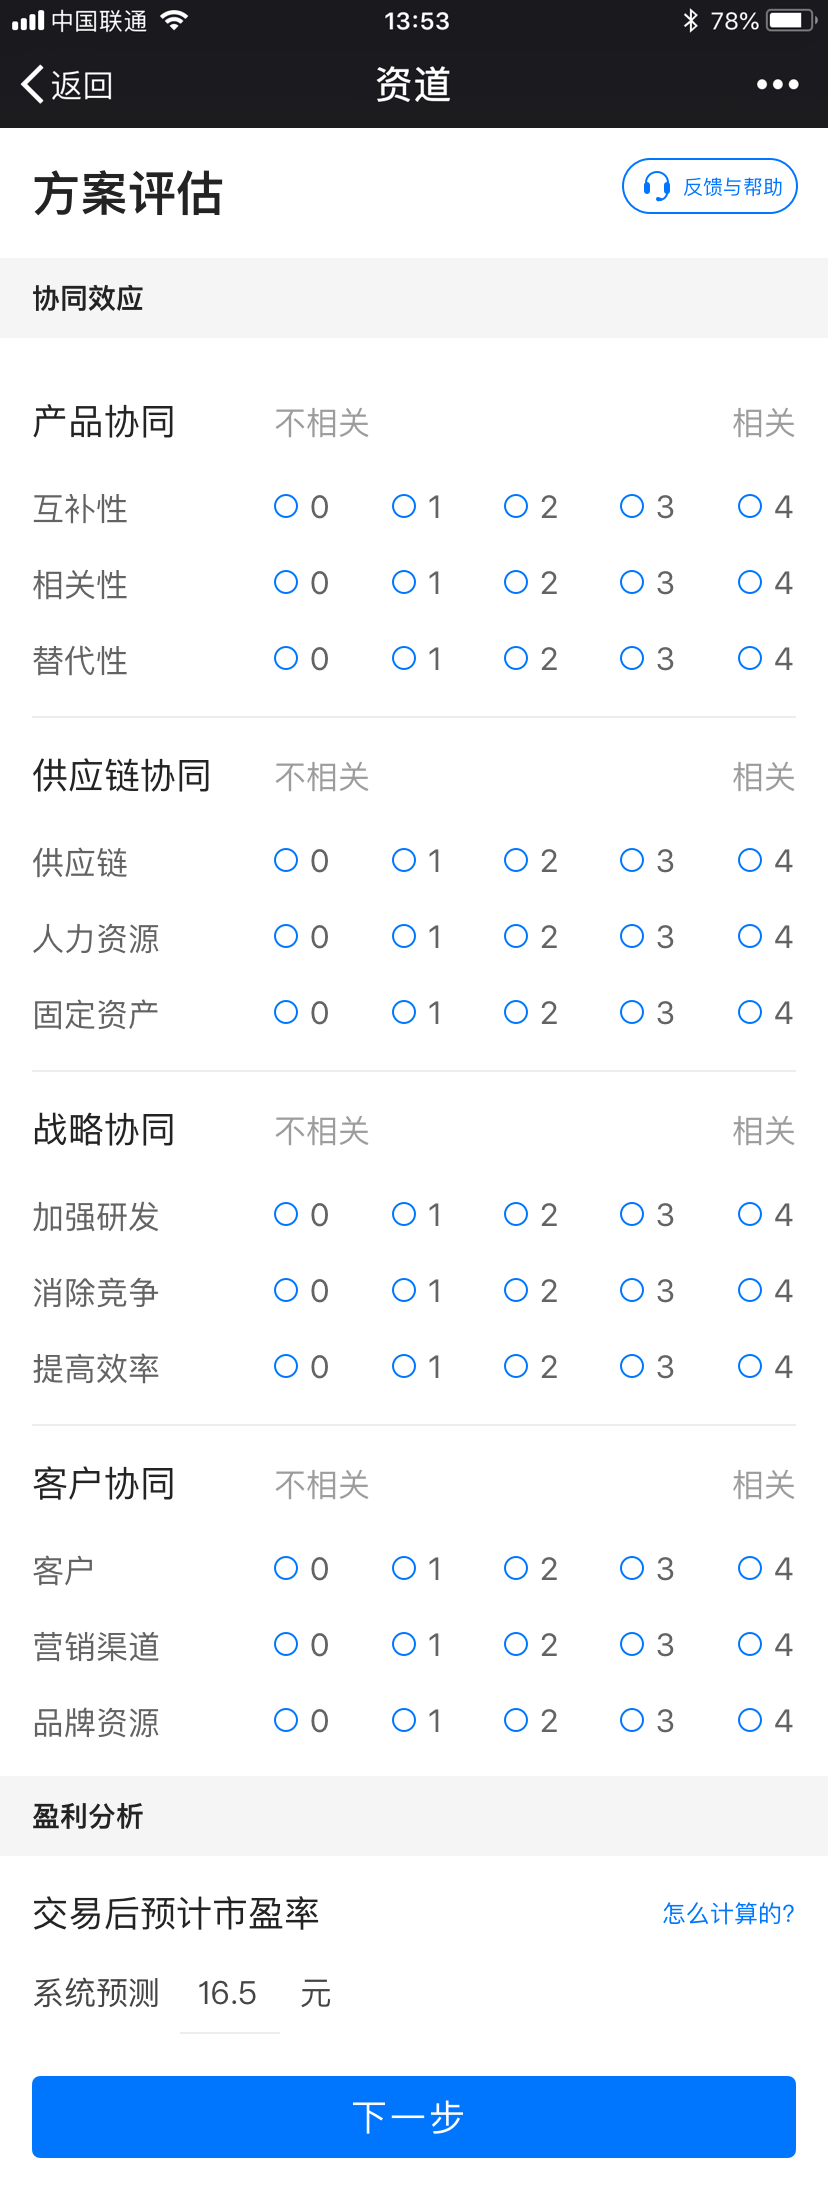 中国联通 13:53 78%
返回 资道
方案评估 反馈与帮助
协同效应
产品协同 不相关 相关
互补性 0 1 2 3 4
相关性 0 1 2 3 4
替代性 0 1 2 3 4
供应链协同 不相关 相关
供应链 0 1 2 3 4
人力资源 0 1 2 3 4
固定资产 0 1 2 3 4
战略协同 不相关 相关
加强研发 0 1 2 3 4
消除竞争 0 1 2 3 4
提高效率 0 1 2 3 4
客户协同 不相关 相关
客户 0 1 2 3 4
营销渠道 0 1 2 3 4
品牌资源 0 1 2 3 4
盈利分析
交易后预计市盈率 怎么计算的?
系统预测 16.5 元
下一步